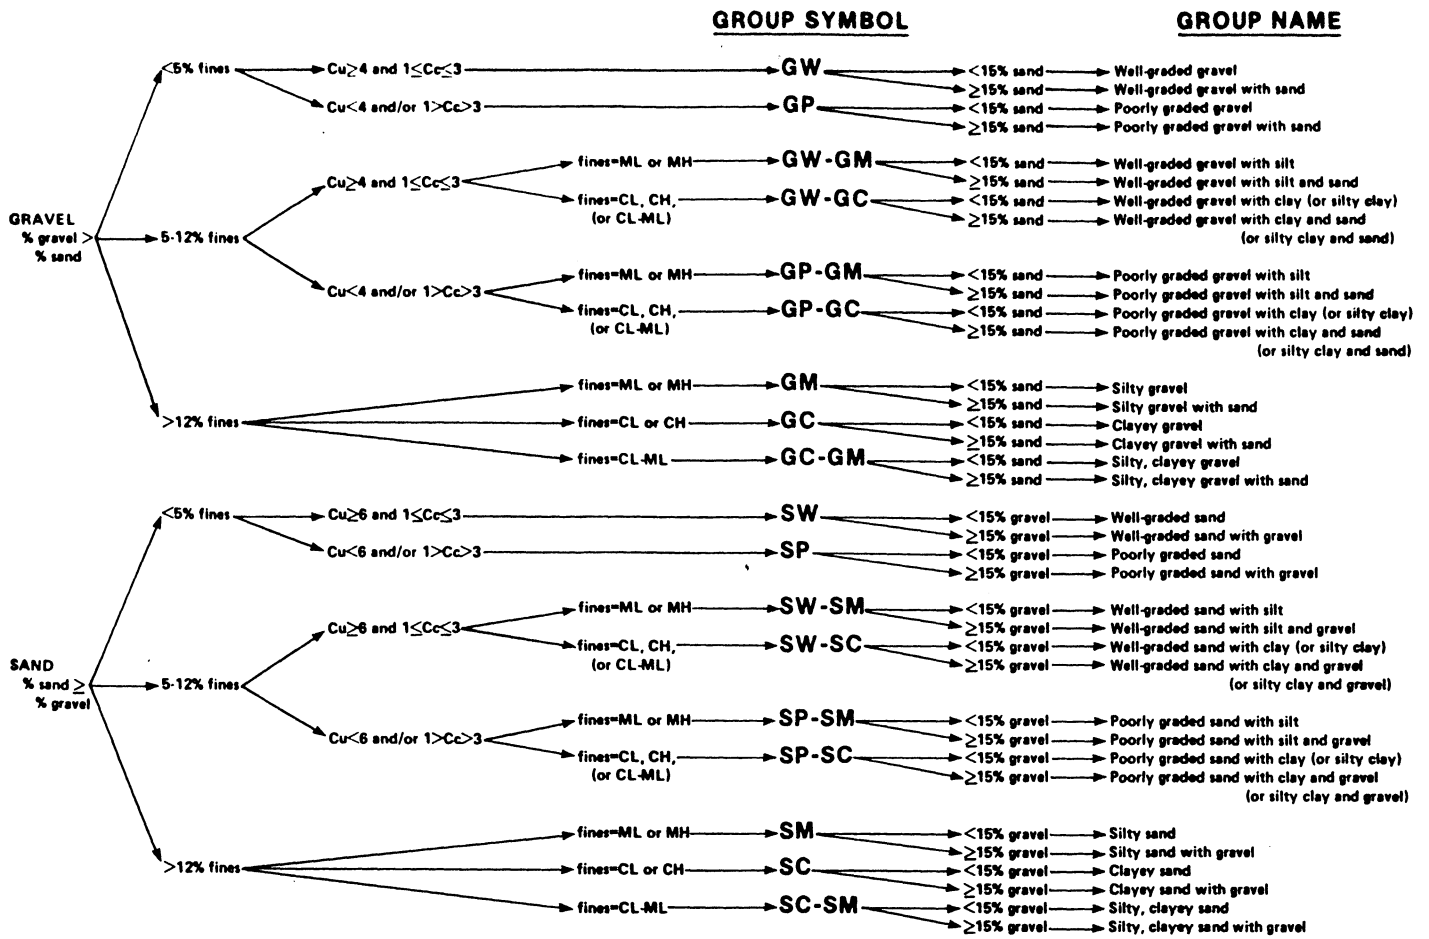 GROUP SYMBOL GROUP NAME
<5% fines Cu≥4 and 1≤Cc≤3 GW <15% sand Well-graded gravel
≥15% sand Well-graded gravel with sand
Cu<4 and/or 1>Cc>3 GP <15% sand Poorly graded gravel
≥15% sand Poorly graded gravel with sand
fines=ML or MH GW-GM <15% sand Well-graded gravel with silt
Cu≥4 and 1≤Cc≤3 ≥15% sand Well-graded gravel with silt and sand
fines=CL, CH, GW-GC <15% sand Well-graded gravel with clay (or silty clay)
GRAVEL (or CL-ML) ≥15% sand Well-graded gravel with clay and sand
% gravel > 5-12% fines (or silty clay and sand)
% sand
fines=ML or MH GP-GM <15% sand Poorly graded gravel with silt
Cu<4 and/or 1>Cc>3 ≥15% sand Poorly graded gravel with silt and sand
fines=CL, CH, GP-GC <15% sand Poorly graded gravel with clay (or silty clay)
(or CL-ML) ≥15% sand Poorly graded gravel with clay and sand
(or silty clay and sand)
fines=ML or MH GM <15% sand Silty gravel
≥15% sand Silty gravel with sand
>12% fines fines=CL or CH GC <15% sand Clayey gravel
≥15% sand Clayey gravel with sand
fines=CL-ML GC-GM <15% sand Silty, clayey gravel
≥15% sand Silty, clayey gravel with sand
<5% fines Cu≥6 and 1≤Cc≤3 SW <15% gravel Well-graded sand
≥15% gravel Well-graded sand with gravel
Cu<6 and/or 1>Cc>3 SP <15% gravel Poorly graded sand
≥15% gravel Poorly graded sand with gravel
fines=ML or MH SW-SM <15% gravel Well-graded sand with silt
Cu≥6 and 1≤Cc≤3 ≥15% gravel Well-graded sand with silt and gravel
fines=CL, CH, SW-SC <15% gravel Well-graded sand with clay (or silty clay)
SAND (or CL-ML) ≥15% gravel Well-graded sand with clay and gravel
% sand ≥ 5-12% fines (or silty clay and gravel)
% gravel
fines=ML or MH SP-SM <15% gravel Poorly graded sand with silt
Cu<6 and/or 1>Cc>3 ≥15% gravel Poorly graded sand with silt and gravel
fines=CL, CH, SP-SC <15% gravel Poorly graded sand with clay (or silty clay)
(or CL-ML) ≥15% gravel Poorly graded sand with clay and gravel
(or silty clay and gravel)
fines=ML or MH SM <15% gravel Silty sand
≥15% gravel Silty sand with gravel
>12% fines fines=CL or CH SC <15% gravel Clayey sand
≥15% gravel Clayey sand with gravel
fines=CL-ML SC-SM <15% gravel Silty, clayey sand
≥15% gravel Silty, clayey sand with gravel